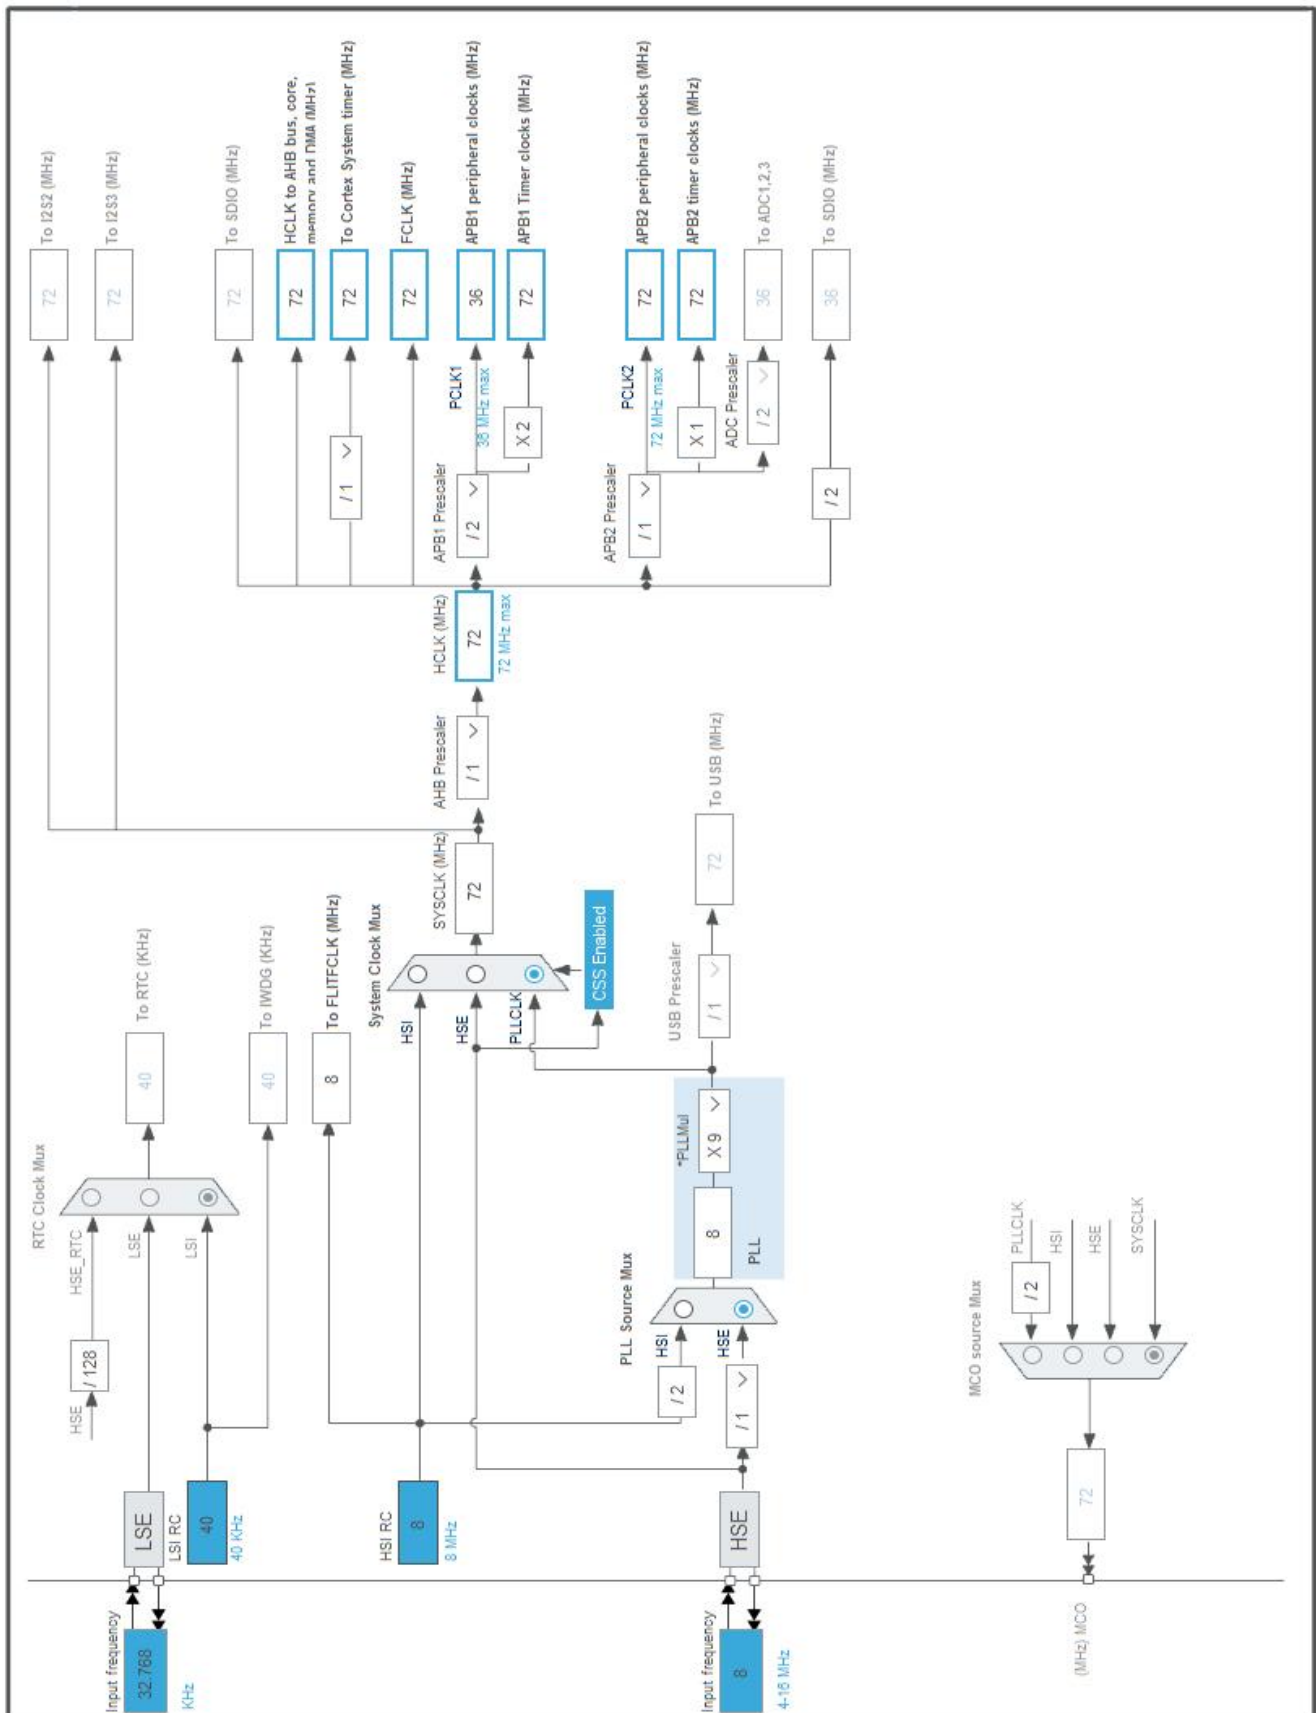 Input frequency
32.768
KHz
LSE
LSI RC
40
40 KHz
HSE
/ 128
HSE_RTC
LSE
LSI
RTC Clock Mux
40
To RTC (KHz)
40
To IWDG (KHz)
8
To FLITFCLK (MHz)
HSI RC
8
8 MHz
Input frequency
8
4-16 MHz
HSE
/ 2
/ 1
HSI
HSE
PLL Source Mux
8
*PLLMul
X 9
PLL
USB Prescaler
/ 1
72
To USB (MHz)
System Clock Mux
HSI
HSE
PLLCLK
CSS Enabled
SYSCLK (MHz)
72
AHB Prescaler
/ 1
HCLK (MHz)
72
72 MHz max
72
To I2S2 (MHz)
72
To I2S3 (MHz)
72
To SDIO (MHz)
72
HCLK to AHB bus, core,
memory and DMA (MHz)
/ 1
72
To Cortex System timer (MHz)
72
FCLK (MHz)
APB1 Prescaler
/ 2
PCLK1
36 MHz max
36
APB1 peripheral clocks (MHz)
X 2
72
APB1 Timer clocks (MHz)
APB2 Prescaler
/ 1
PCLK2
72 MHz max
72
APB2 peripheral clocks (MHz)
X 1
72
APB2 timer clocks (MHz)
ADC Prescaler
/ 2
36
To ADC1,2,3
/ 2
36
To SDIO (MHz)
(MHz) MCO
72
MCO source Mux
/ 2
PLLCLK
HSI
HSE
SYSCLK